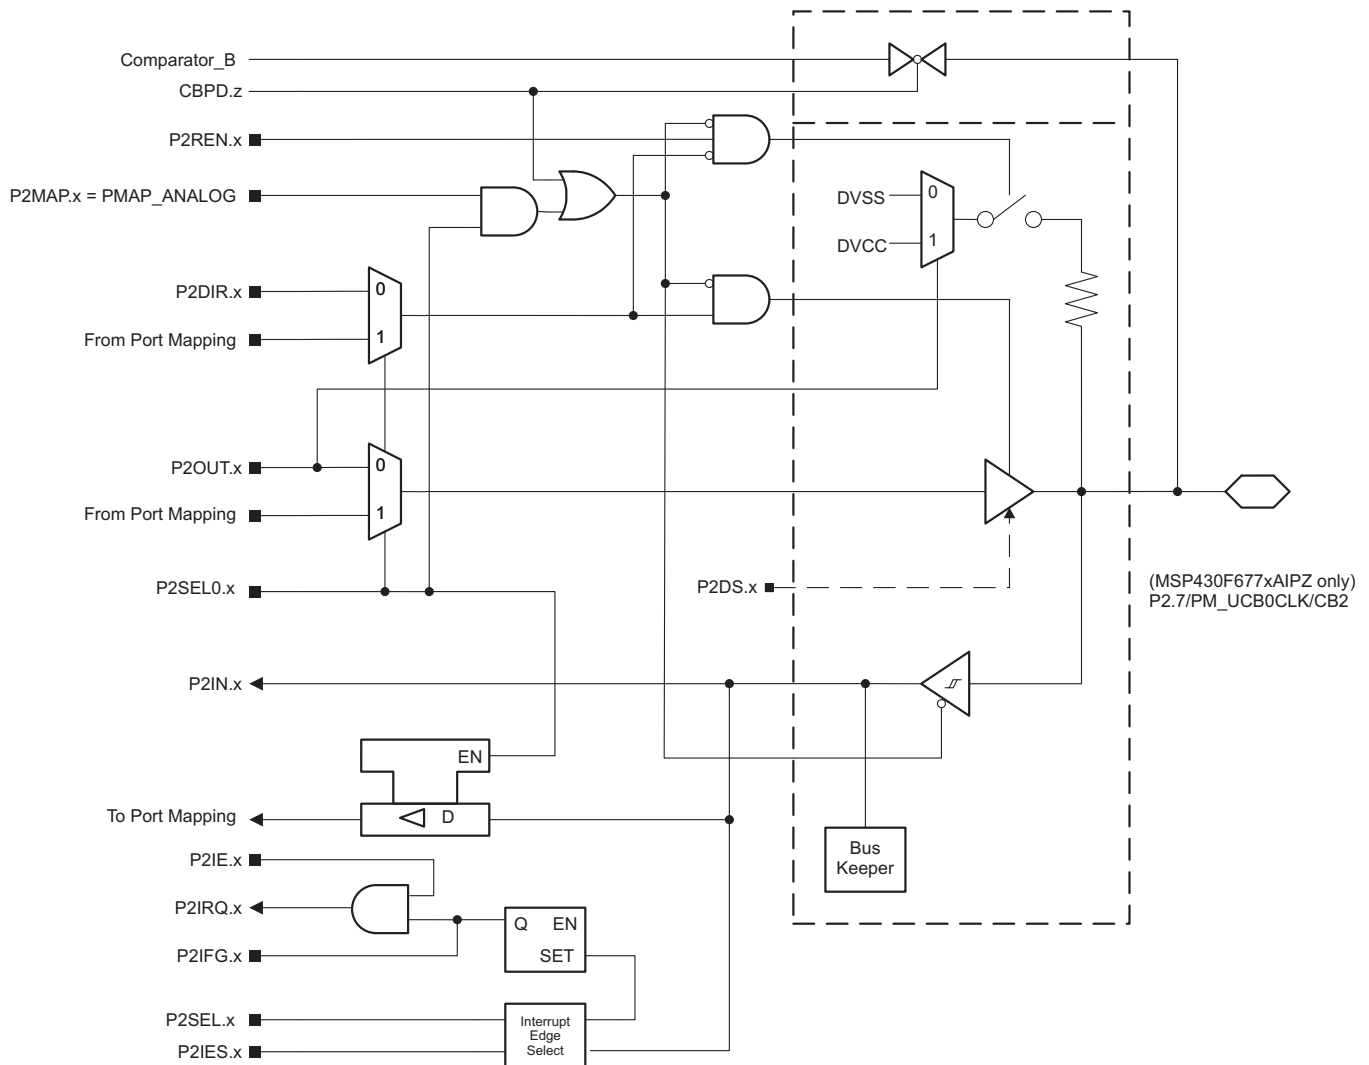 Comparator_B
CBPD.z
P2REN.x
P2MAP.x = PMAP_ANALOG
DVSS
0
DVCC
1
P2DIR.x
0
From Port Mapping
1
P2OUT.x
0
From Port Mapping
1
P2SEL0.x
P2DS.x
(MSP430F677xAIPZ only)
P2.7/PM_UCB0CLK/CB2
P2IN.x
EN
To Port Mapping
D
Bus
Keeper
P2IE.x
P2IRQ.x
Q EN
P2IFG.x
SET
P2SEL.x
P2IES.x
Interrupt
Edge
Select